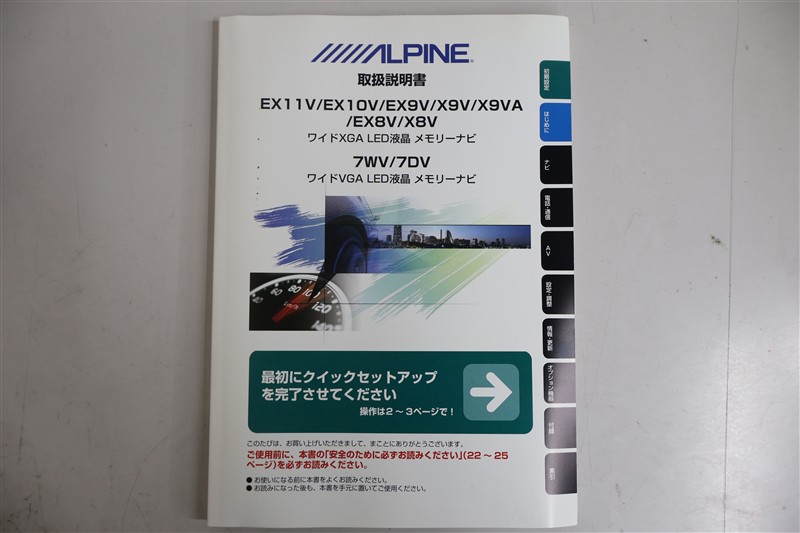 ALPINE
取扱説明書
EX11V/EX10V/EX9V/X9V/X9VA
/EX8V/X8V
ワイドXGA LED液晶 メモリーナビ
7WV/7DV
ワイドVGA LED液晶 メモリーナビ
最初にクイックセットアップ
を完了させてください
操作は2～3ページで!
このたびは、お買い上げいただきまして、まことにありがとうございます。
ご使用前に、本書の「安全のために必ずお読みください」(22～25
ページ)を必ずお読みください。
●お使いになる前に本書をよくお読みください。
●お読みになった後も、本書を手元に置いてご使用ください。
初期設定
はじめに
ナビ
電話・通信
AV
設定・調整
情報・更新
オプション機器
付録
索引
60
80
100
120
140
km/h